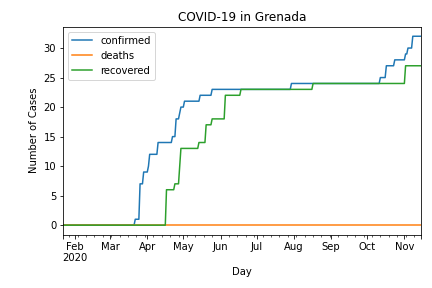 COVID-19 in Grenada
confirmed
deaths
recovered
Number of Cases
30
25
20
15
10
5
0
Feb Mar Apr May Jun Jul Aug Sep Oct Nov
2020
Day